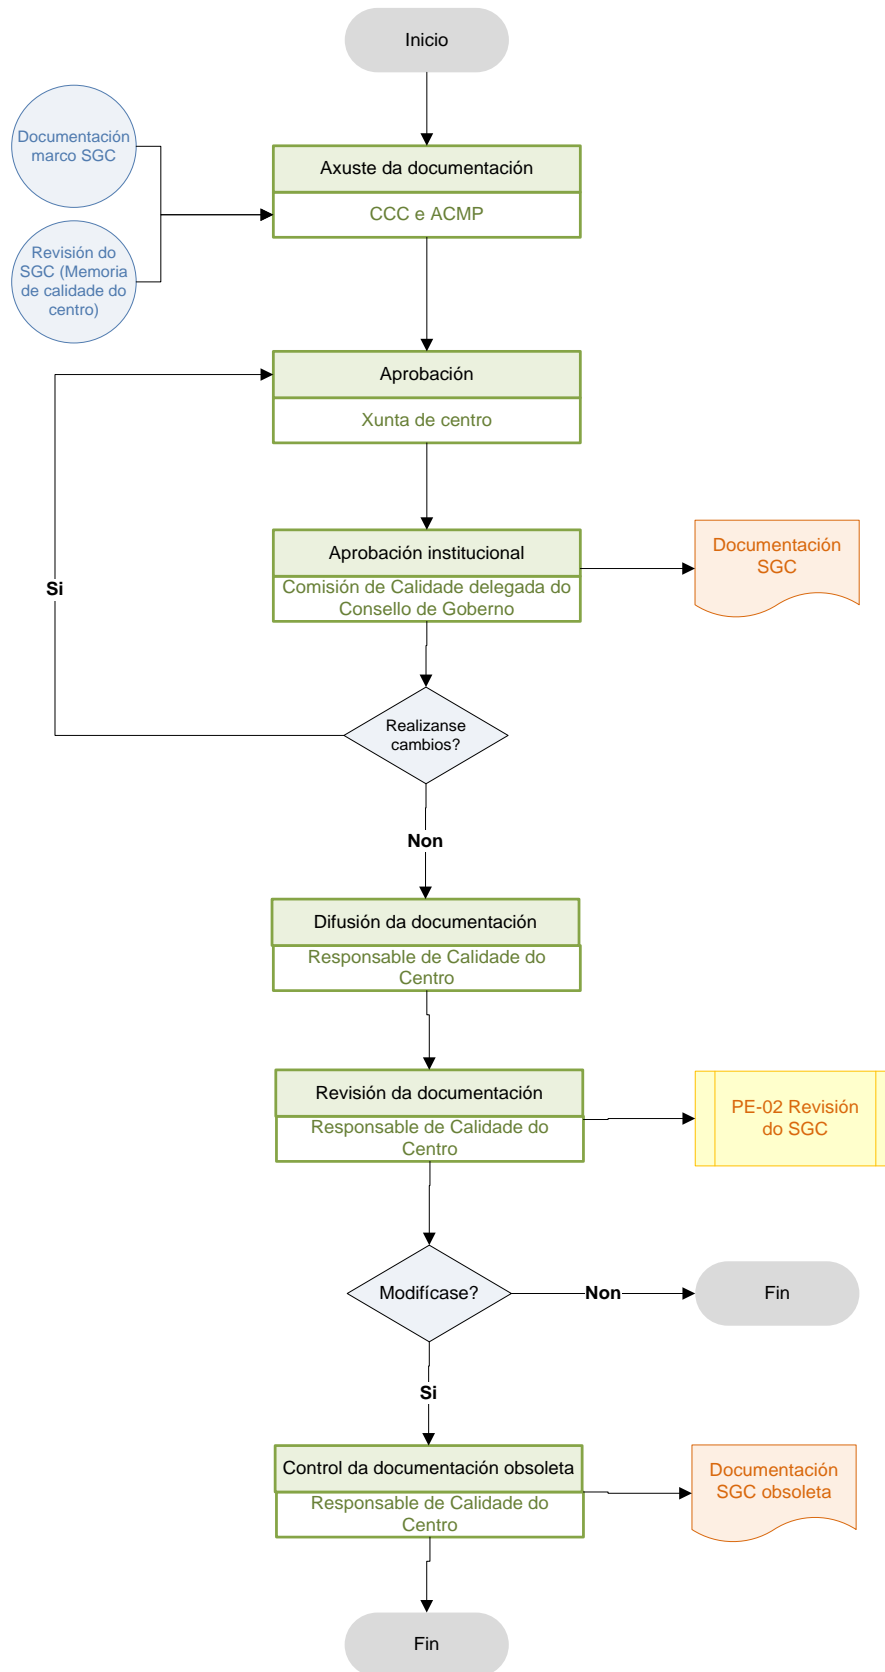 Inicio
Documentación
marco SGC
Axuste da documentación
CCC e ACMP
Revisión do
SGC (Memoria
de calidade do
centro)
Aprobación
Xunta de centro
Aprobación institucional
Comisión de Calidade delegada do
Consello de Goberno
Documentación
SGC
Si
Realizanse
cambios?
Non
Difusión da documentación
Responsable de Calidade do
Centro
Revisión da documentación
Responsable de Calidade do
Centro
PE-02 Revisión
do SGC
Modifícase?
Non
Fin
Si
Control da documentación obsoleta
Responsable de Calidade do
Centro
Documentación
SGC obsoleta
Fin